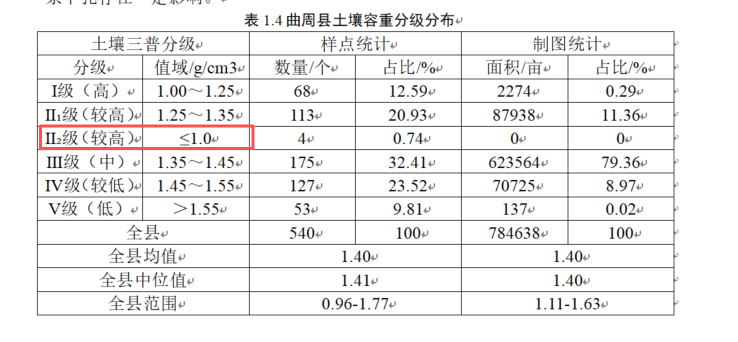 表 1.4 曲周县土壤容重分级分布
土壤三普分级 样点统计 制图统计
分级 值域/g/cm3 数量/个 占比/% 面积/亩 占比/%
I级（高） 1.00～1.25 68 12.59 2274 0.29
II₁级（较高） 1.25～1.35 113 20.93 87938 11.36
II₂级（较高） ≤1.0 4 0.74 0 0
III级（中） 1.35～1.45 175 32.41 623564 79.36
IV级（较低） 1.45～1.55 127 23.52 70725 8.97
V级（低） ＞1.55 53 9.81 137 0.02
全县 540 100 784638 100
全县均值 1.40 1.40
全县中位值 1.41 1.40
全县范围 0.96-1.77 1.11-1.63